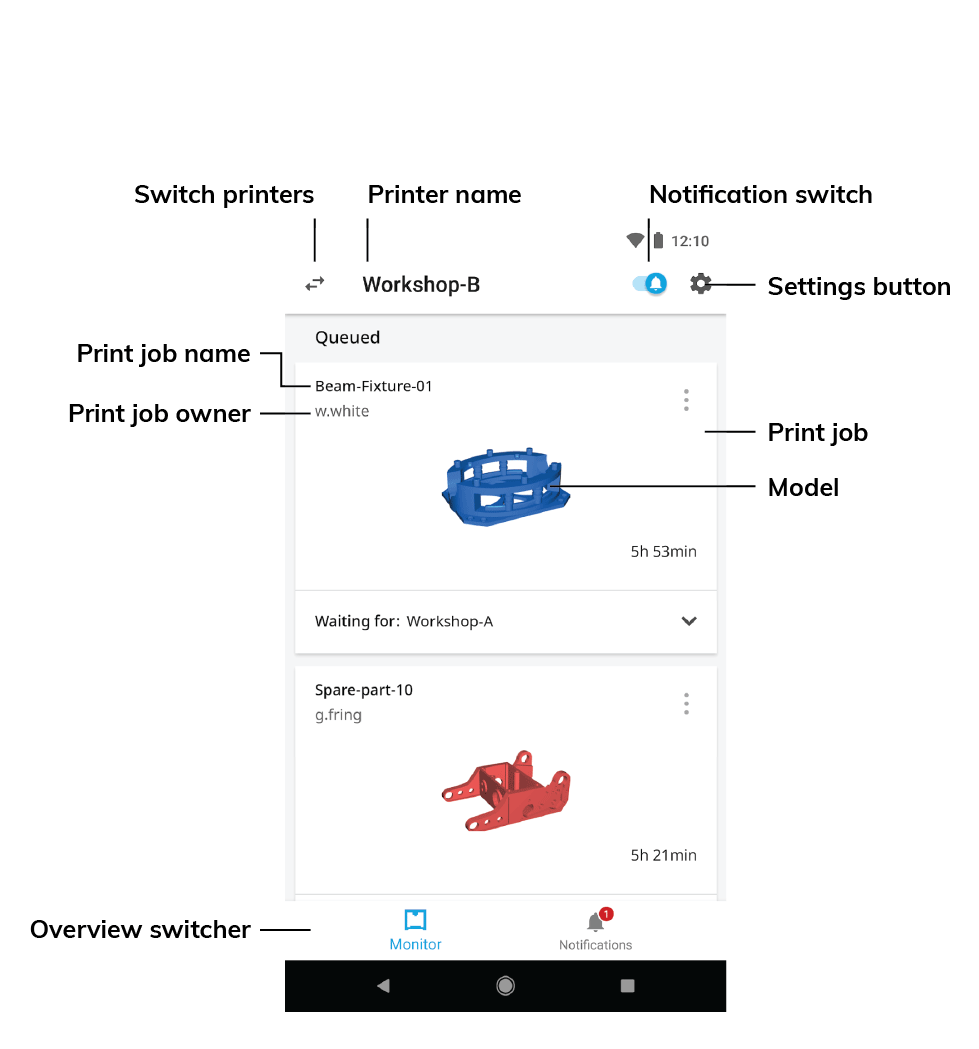 Switch printers
Printer name
Notification switch
12:10
Workshop-B
Settings button
Queued
Print job name
Beam-Fixture-01
Print job owner
w.white
Print job
Model
5h 53min
Waiting for: Workshop-A
Spare-part-10
g.fring
5h 21min
Overview switcher
1
Monitor
Notifications